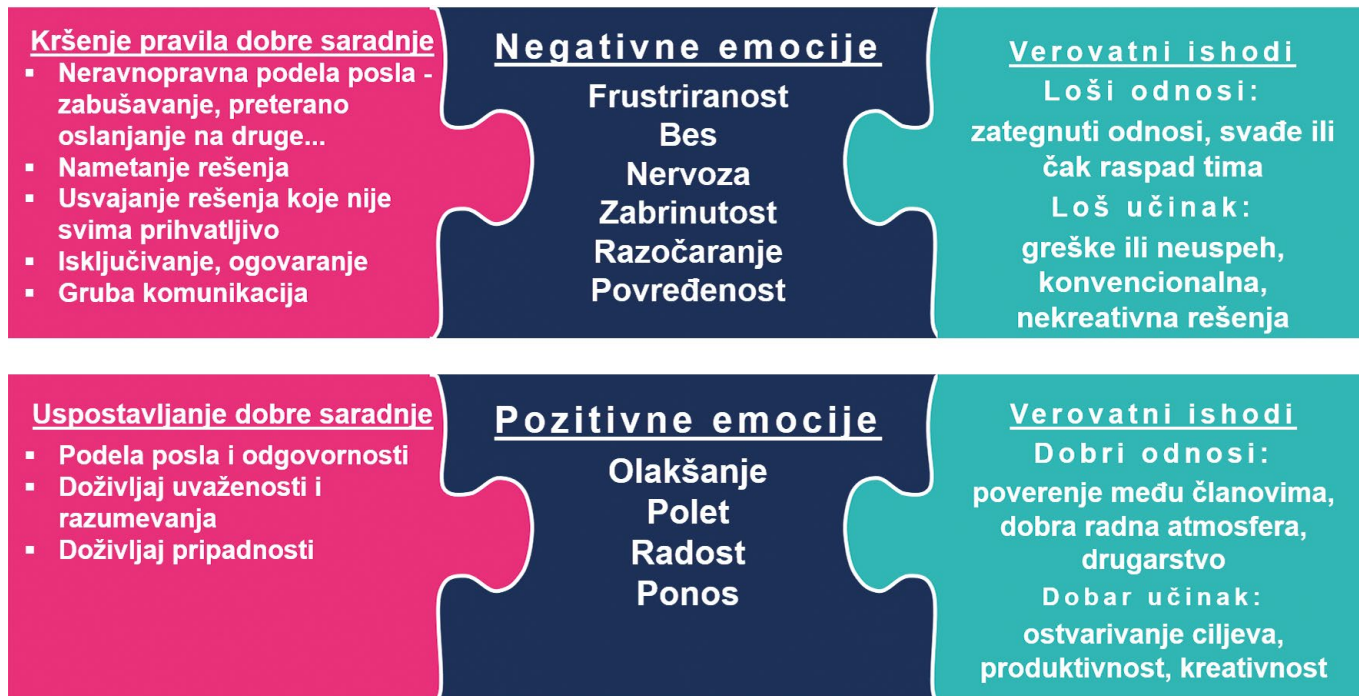 Kršenje pravila dobre saradnje
▪ Neravnopravna podela posla -
zabušavanje, preterano
oslanjanje na druge...
▪ Nametanje rešenja
▪ Usvajanje rešenja koje nije
svima prihvatljivo
▪ Isključivanje, ogovaranje
▪ Gruba komunikacija
Negativne emocije
Frustriranost
Bes
Nervoza
Zabrinutost
Razočaranje
Povređenost
Verovatni ishodi
Loši odnosi:
zategnuti odnosi, svađe ili
čak raspad tima
Loš učinak:
greške ili neuspeh,
konvencionalna,
nekreativna rešenja
Uspostavljanje dobre saradnje
▪ Podela posla i odgovornosti
▪ Doživljaj uvaženosti i
razumevanja
▪ Doživljaj pripadnosti
Pozitivne emocije
Olakšanje
Polet
Radost
Ponos
Verovatni ishodi
Dobri odnosi:
poverenje među članovima,
dobra radna atmosfera,
drugarstvo
Dobar učinak:
ostvarivanje ciljeva,
produktivnost, kreativnost